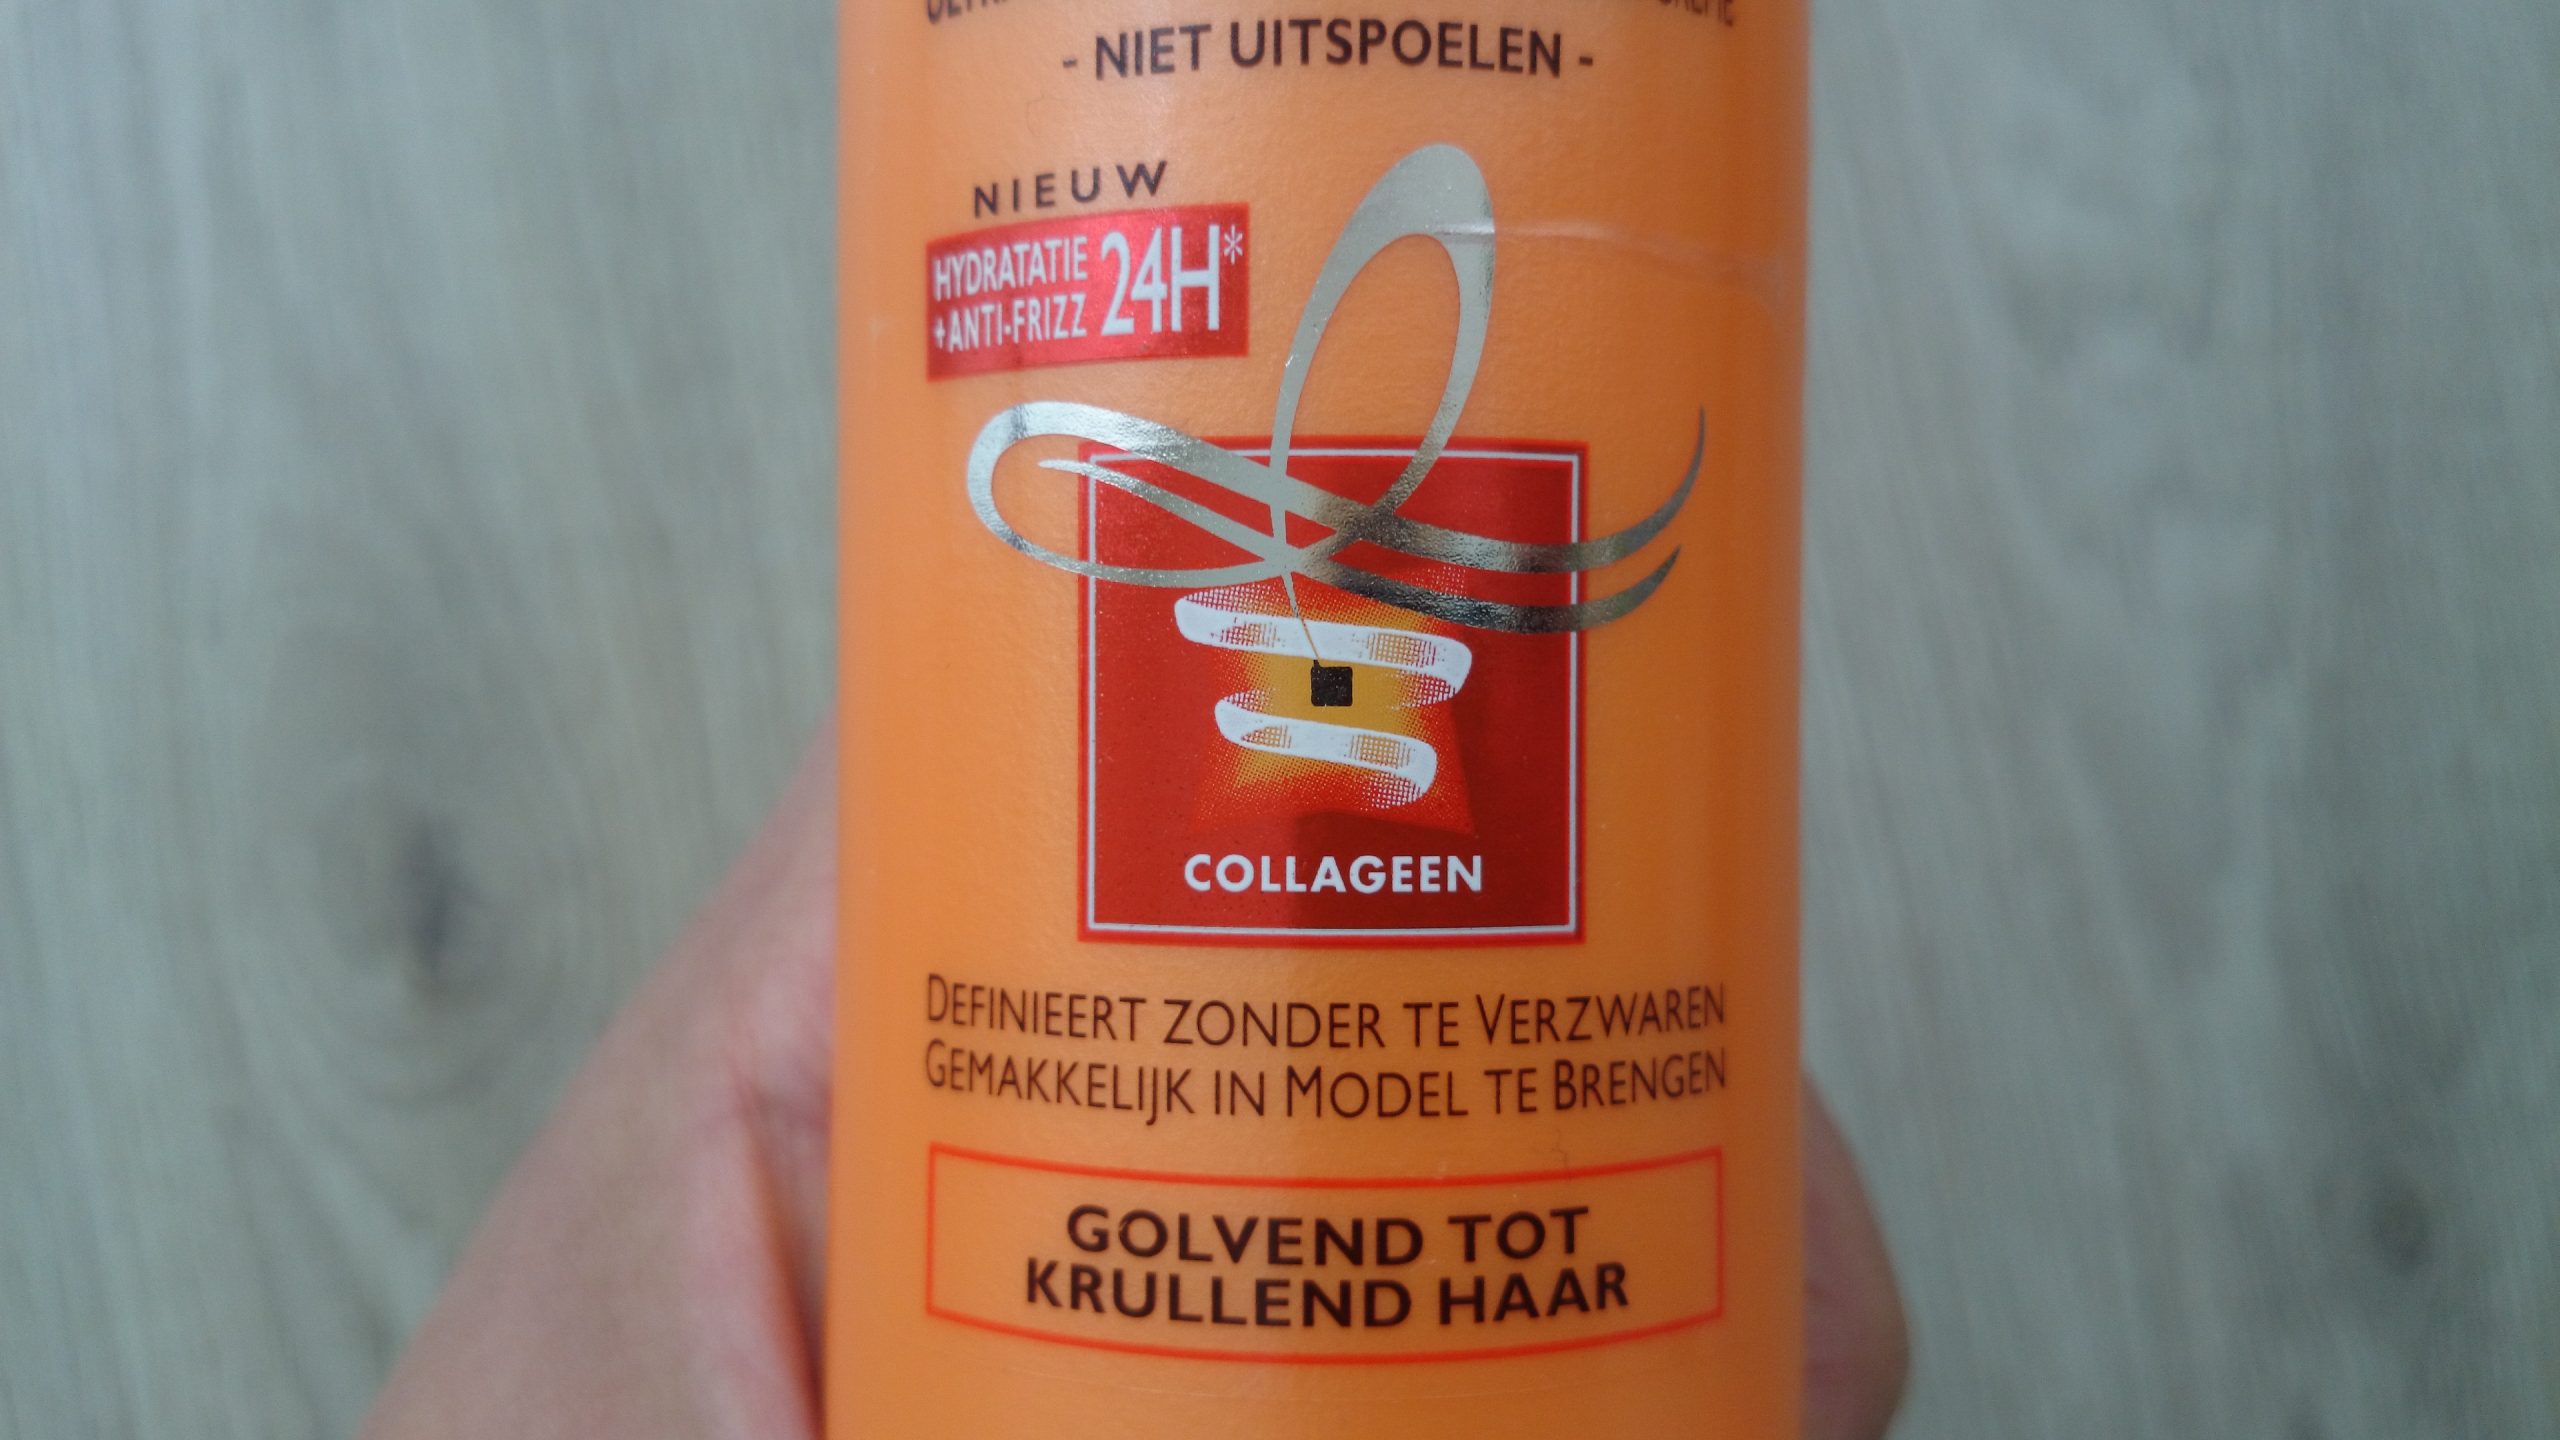 - NIET UITSPOELEN -
NIEUW
HYDRATATIE
+ANTI-FRIZZ 24H*
COLLAGEEN
DEFINIEERT ZONDER TE VERZWAREN
GEMAKKELIJK IN MODEL TE BRENGEN
GOLVEND TOT
KRULLEND HAAR